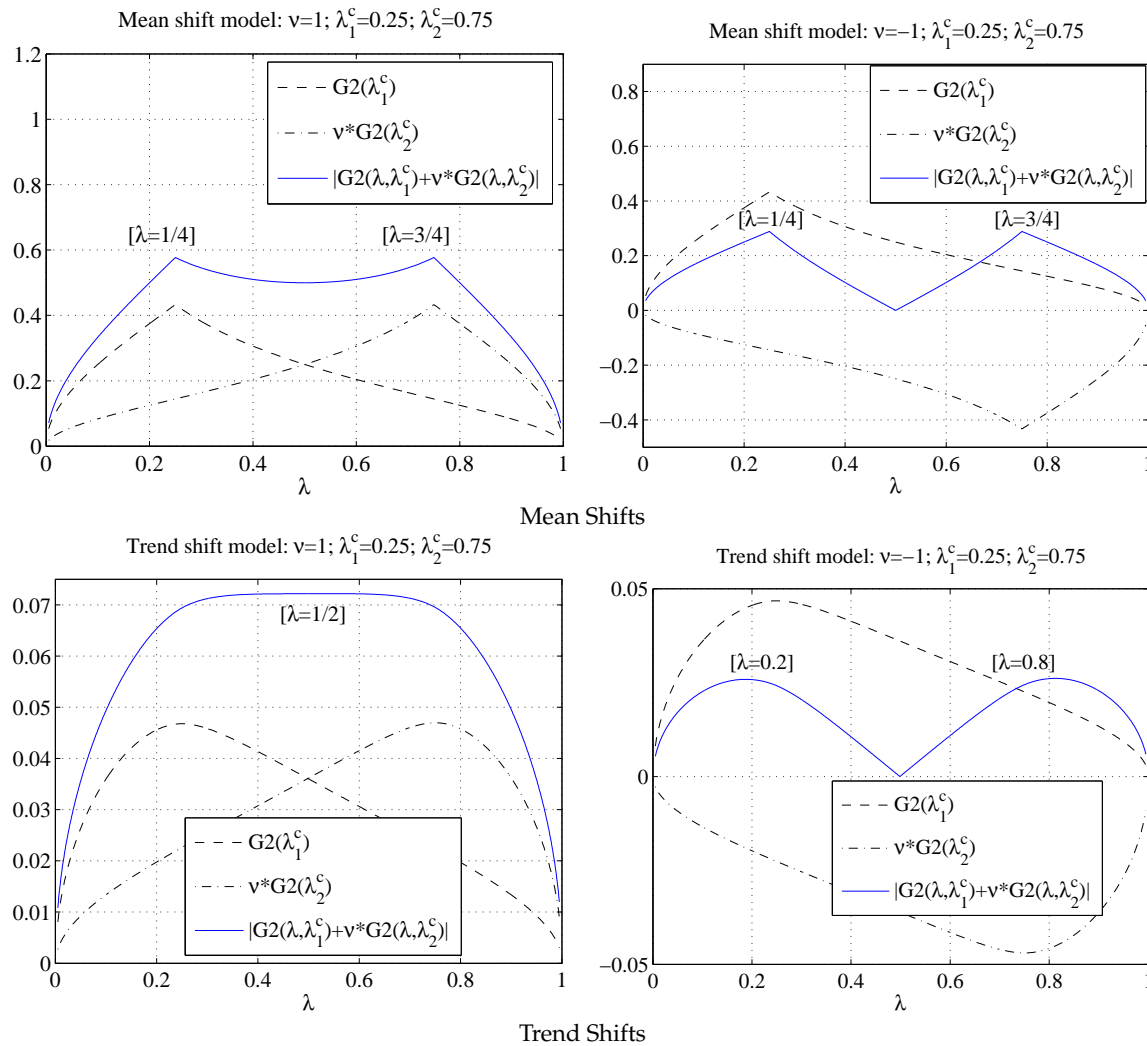 Mean shift model: ν=1; λ₁ᶜ=0.25; λ₂ᶜ=0.75
1.2
1
0.8
0.6
0.4
0.2
0
G2(λ₁ᶜ)
ν*G2(λ₂ᶜ)
|G2(λ,λ₁ᶜ)+ν*G2(λ,λ₂ᶜ)|
[λ=1/4]
[λ=3/4]
0 0.2 0.4 0.6 0.8 1
λ
Mean shift model: ν=−1; λ₁ᶜ=0.25; λ₂ᶜ=0.75
0.8
0.6
0.4
0.2
0
−0.2
−0.4
G2(λ₁ᶜ)
ν*G2(λ₂ᶜ)
|G2(λ,λ₁ᶜ)+ν*G2(λ,λ₂ᶜ)|
[λ=1/4]
[λ=3/4]
0 0.2 0.4 0.6 0.8 1
λ
Mean Shifts
Trend shift model: ν=1; λ₁ᶜ=0.25; λ₂ᶜ=0.75
0.07
0.06
0.05
0.04
0.03
0.02
0.01
0
[λ=1/2]
G2(λ₁ᶜ)
ν*G2(λ₂ᶜ)
|G2(λ,λ₁ᶜ)+ν*G2(λ,λ₂ᶜ)|
0 0.2 0.4 0.6 0.8 1
λ
Trend shift model: ν=−1; λ₁ᶜ=0.25; λ₂ᶜ=0.75
0.05
0
−0.05
[λ=0.2]
[λ=0.8]
G2(λ₁ᶜ)
ν*G2(λ₂ᶜ)
|G2(λ,λ₁ᶜ)+ν*G2(λ,λ₂ᶜ)|
0 0.2 0.4 0.6 0.8 1
λ
Trend Shifts